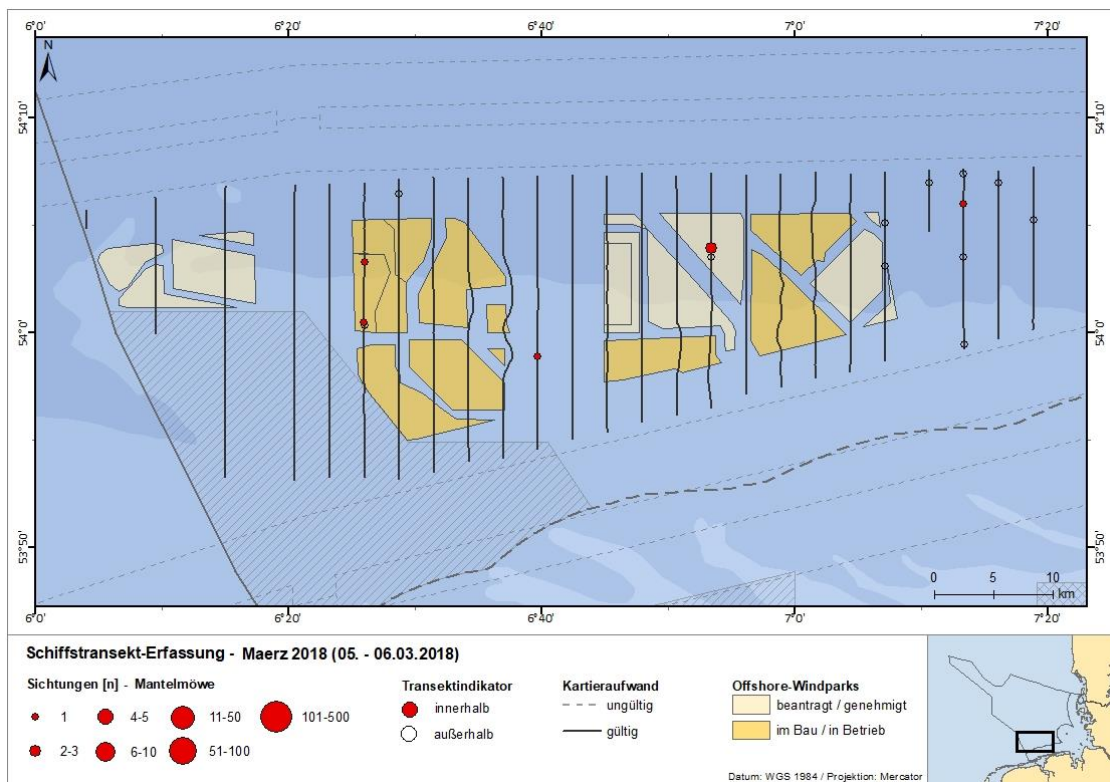 6°0' 6°20' 6°40' 7°0' 7°20'
N
54°10' 54°10'
54°0' 54°0'
53°50' 53°50'
0 5 10
km
6°0' 6°20' 6°40' 7°0' 7°20'
Schiffstransekt-Erfassung - Maerz 2018 (05. - 06.03.2018)
Sichtungen [n] - Mantelmöwe
1 4-5 11-50 101-500
2-3 6-10 51-100
Transektindikator
innerhalb
außerhalb
Kartieraufwand
ungültig
gültig
Offshore-Windparks
beantragt / genehmigt
im Bau / in Betrieb
Datum: WGS 1984 / Projektion: Mercator